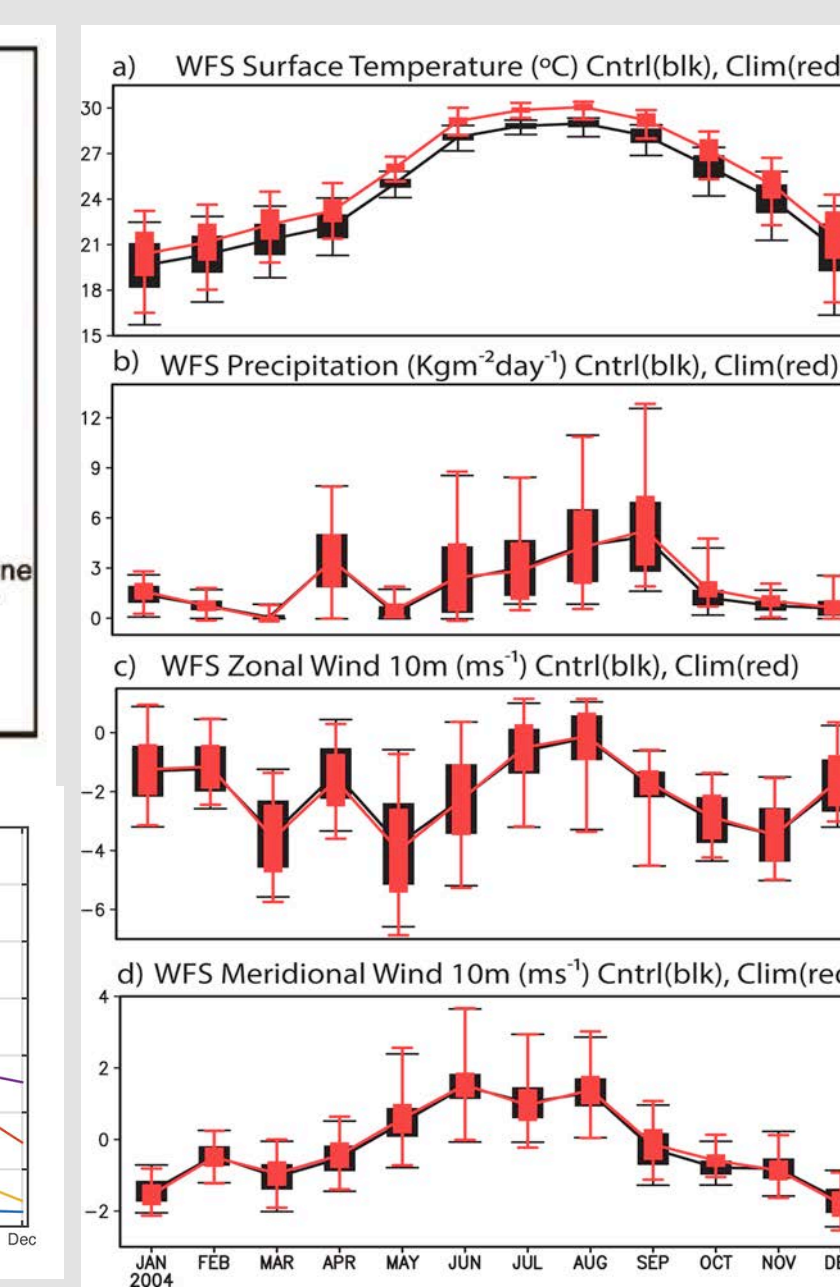 ne
Dec
a) WFS Surface Temperature (ºC) Cntrl(blk), Clim(red
30
27
24
21
18
15
b) WFS Precipitation (Kgm⁻²day⁻¹) Cntrl(blk), Clim(red)
12
9
6
3
0
c) WFS Zonal Wind 10m (ms⁻¹) Cntrl(blk), Clim(red)
0
−2
−4
−6
d) WFS Meridional Wind 10m (ms⁻¹) Cntrl(blk), Clim(red
4
2
0
−2
JAN FEB MAR APR MAY JUN JUL AUG SEP OCT NOV DE
2004